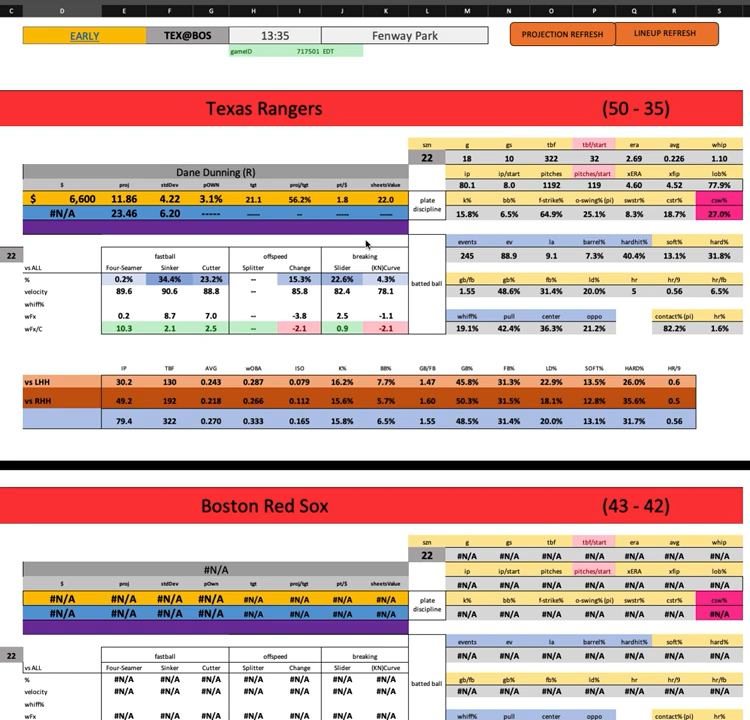 C D E F G H I J K L M N O P Q R S
EARLY TEX@BOS 13:35 Fenway Park PROJECTION REFRESH LINEUP REFRESH
gameID 717501 EDT
Texas Rangers (50 - 35)
szn g gs tbf tbf/start era avg whip
22 18 10 322 32 2.69 0.226 1.10
Dane Dunning (R) ip ip/start pitches pitches/start xERA xfip lob%
$ proj stdDev pOWN tgt proj/tgt pt/$ sheetsValue 80.1 8.0 1192 119 4.60 4.52 77.9%
$ 6,600 11.86 4.22 3.1% 21.1 56.2% 1.8 22.0 plate discipline k% bb% f-strike% o-swing% (pi) swstr% cstr% csw%
#N/A 23.46 6.20 ----- ---- -- ---- ---- 15.8% 6.5% 64.9% 25.1% 8.3% 18.7% 27.0%
events ev la barrel% hardhit% soft% hard%
22 fastball offspeed breaking 245 88.9 9.1 7.3% 40.4% 13.1% 31.8%
vs ALL Four-Seamer Sinker Cutter Splitter Change Slider (KN)Curve
% 0.2% 34.4% 23.2% -- 15.3% 22.6% 4.3% batted ball gb/fb gb% fb% ld% hr hr/9 hr/fb
velocity 89.6 90.6 88.8 -- 85.8 82.4 78.1 1.55 48.6% 31.4% 20.0% 5 0.56 6.5%
whiff%
wFx 0.2 8.7 7.0 -- -3.8 2.5 -1.1 whiff% pull center oppo contact% (pi) hr%
wFx/C 10.3 2.1 2.5 -- -2.1 0.9 -2.1 19.1% 42.4% 36.3% 21.2% 82.2% 1.6%
IP TBF AVG wOBA ISO K% BB% GB/FB GB% FB% LD% SOFT% HARD% HR/9
vs LHH 30.2 130 0.243 0.287 0.079 16.2% 7.7% 1.47 45.8% 31.3% 22.9% 13.5% 26.0% 0.6
vs RHH 49.2 192 0.218 0.266 0.112 15.6% 5.7% 1.60 50.3% 31.5% 18.1% 12.8% 35.6% 0.5
79.4 322 0.270 0.333 0.165 15.8% 6.5% 1.55 48.5% 31.4% 20.0% 13.1% 31.7% 0.56
Boston Red Sox (43 - 42)
szn g gs tbf tbf/start era avg whip
22 #N/A #N/A #N/A #N/A #N/A #N/A #N/A
#N/A ip ip/start pitches pitches/start xERA xfip lob%
$ proj stdDev pOwn tgt proj/tgt pt/$ sheetsValue #N/A #N/A #N/A #N/A #N/A #N/A #N/A
#N/A #N/A #N/A #N/A #N/A #N/A #N/A #N/A plate discipline k% bb% f-strike% o-swing% (pi) swstr% cstr% csw%
#N/A #N/A #N/A #N/A #N/A #N/A #N/A #N/A #N/A #N/A #N/A #N/A #N/A #N/A #N/A
events ev la barrel% hardhit% soft% hard%
22 fastball offspeed breaking #N/A #N/A #N/A #N/A #N/A #N/A #N/A
vs ALL Four-Seamer Sinker Cutter Splitter Change Slider (KN)Curve
% #N/A #N/A #N/A #N/A #N/A #N/A #N/A batted ball gb/fb gb% fb% ld% hr hr/9 hr/fb
velocity #N/A #N/A #N/A #N/A #N/A #N/A #N/A #N/A #N/A #N/A #N/A #N/A #N/A #N/A
whiff%
wFx #N/A #N/A #N/A #N/A #N/A #N/A #N/A whiff% pull center oppo contact% (pi) hr%